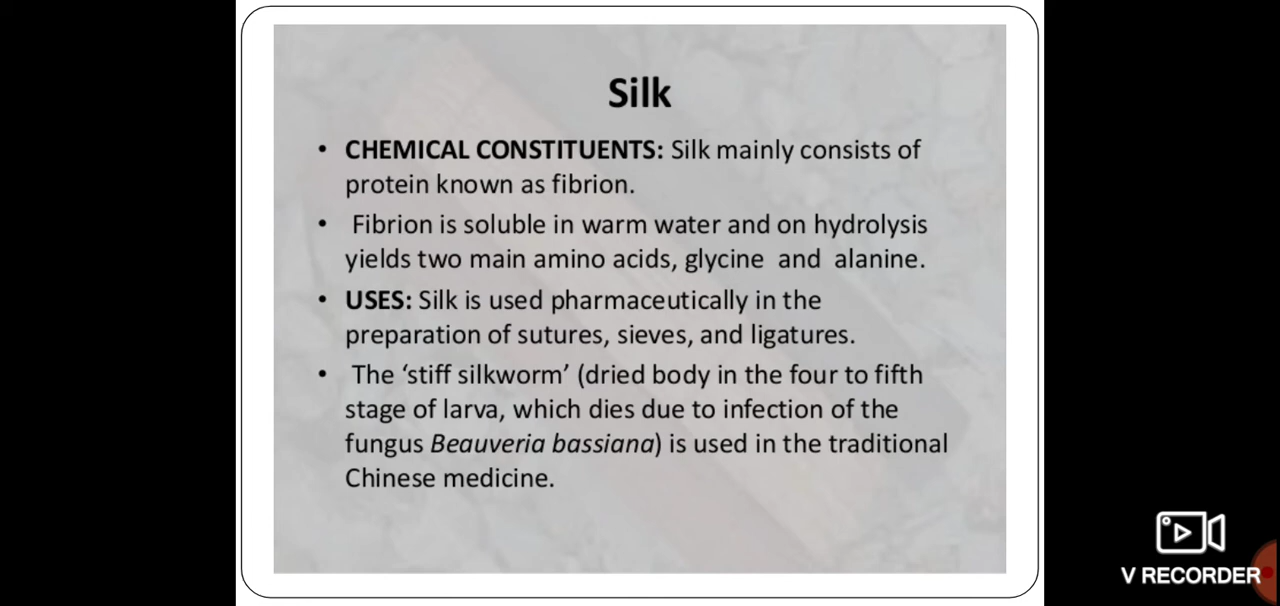 Silk
• CHEMICAL CONSTITUENTS: Silk mainly consists of
protein known as fibrion.
• Fibrion is soluble in warm water and on hydrolysis
yields two main amino acids, glycine and alanine.
• USES: Silk is used pharmaceutically in the
preparation of sutures, sieves, and ligatures.
• The ‘stiff silkworm’ (dried body in the four to fifth
stage of larva, which dies due to infection of the
fungus Beauveria bassiana) is used in the traditional
Chinese medicine.
V RECORDER